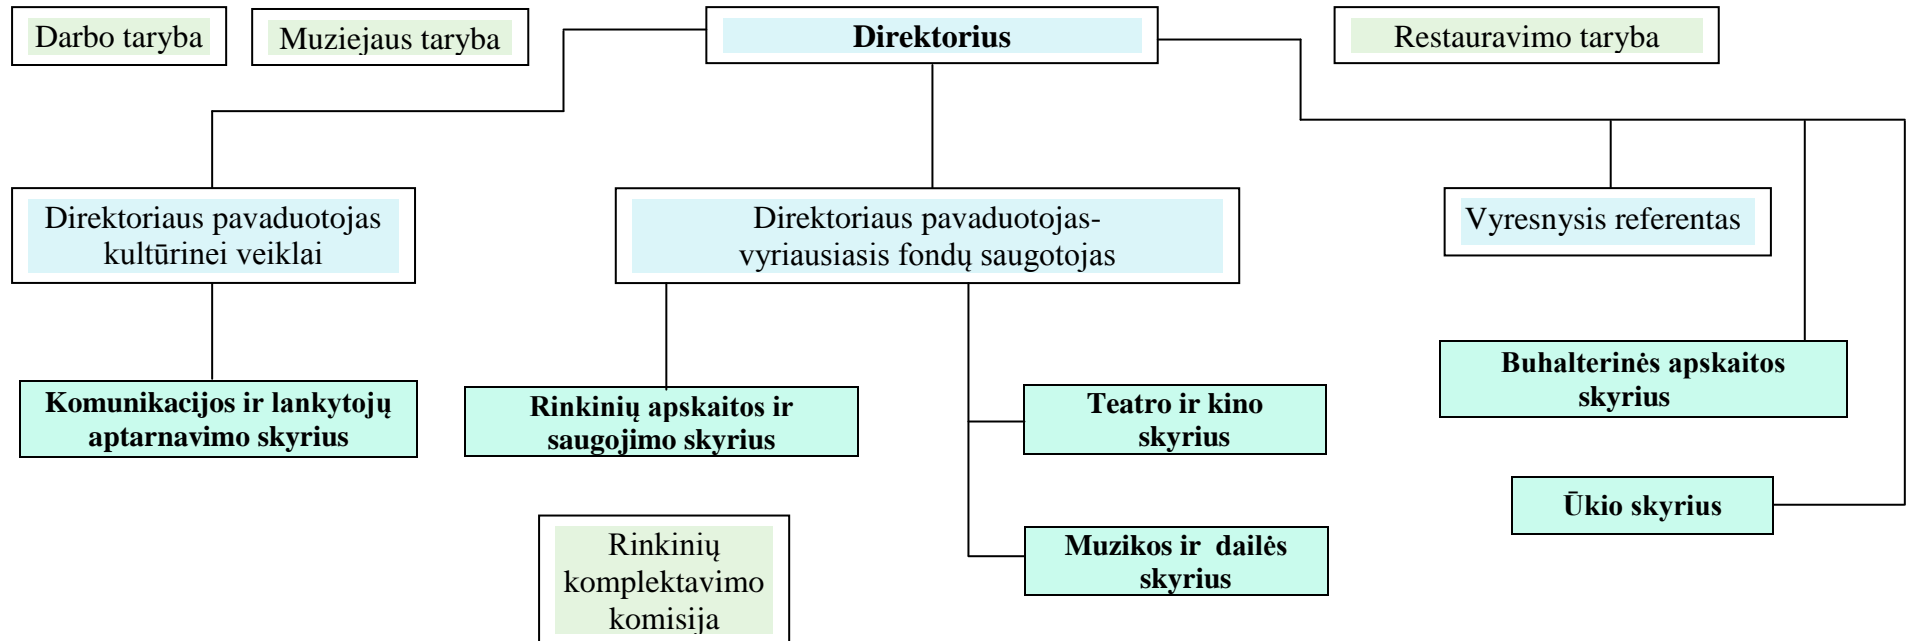 Darbo taryba
Muziejaus taryba
Direktorius
Restauravimo taryba
Direktoriaus pavaduotojas
kultūrinei veiklai
Direktoriaus pavaduotojas-
vyriausiasis fondų saugotojas
Vyresnysis referentas
Komunikacijos ir lankytojų
aptarnavimo skyrius
Rinkinių apskaitos ir
saugojimo skyrius
Teatro ir kino
skyrius
Buhalterinės apskaitos
skyrius
Ūkio skyrius
Rinkinių
komplektavimo
komisija
Muzikos ir dailės
skyrius